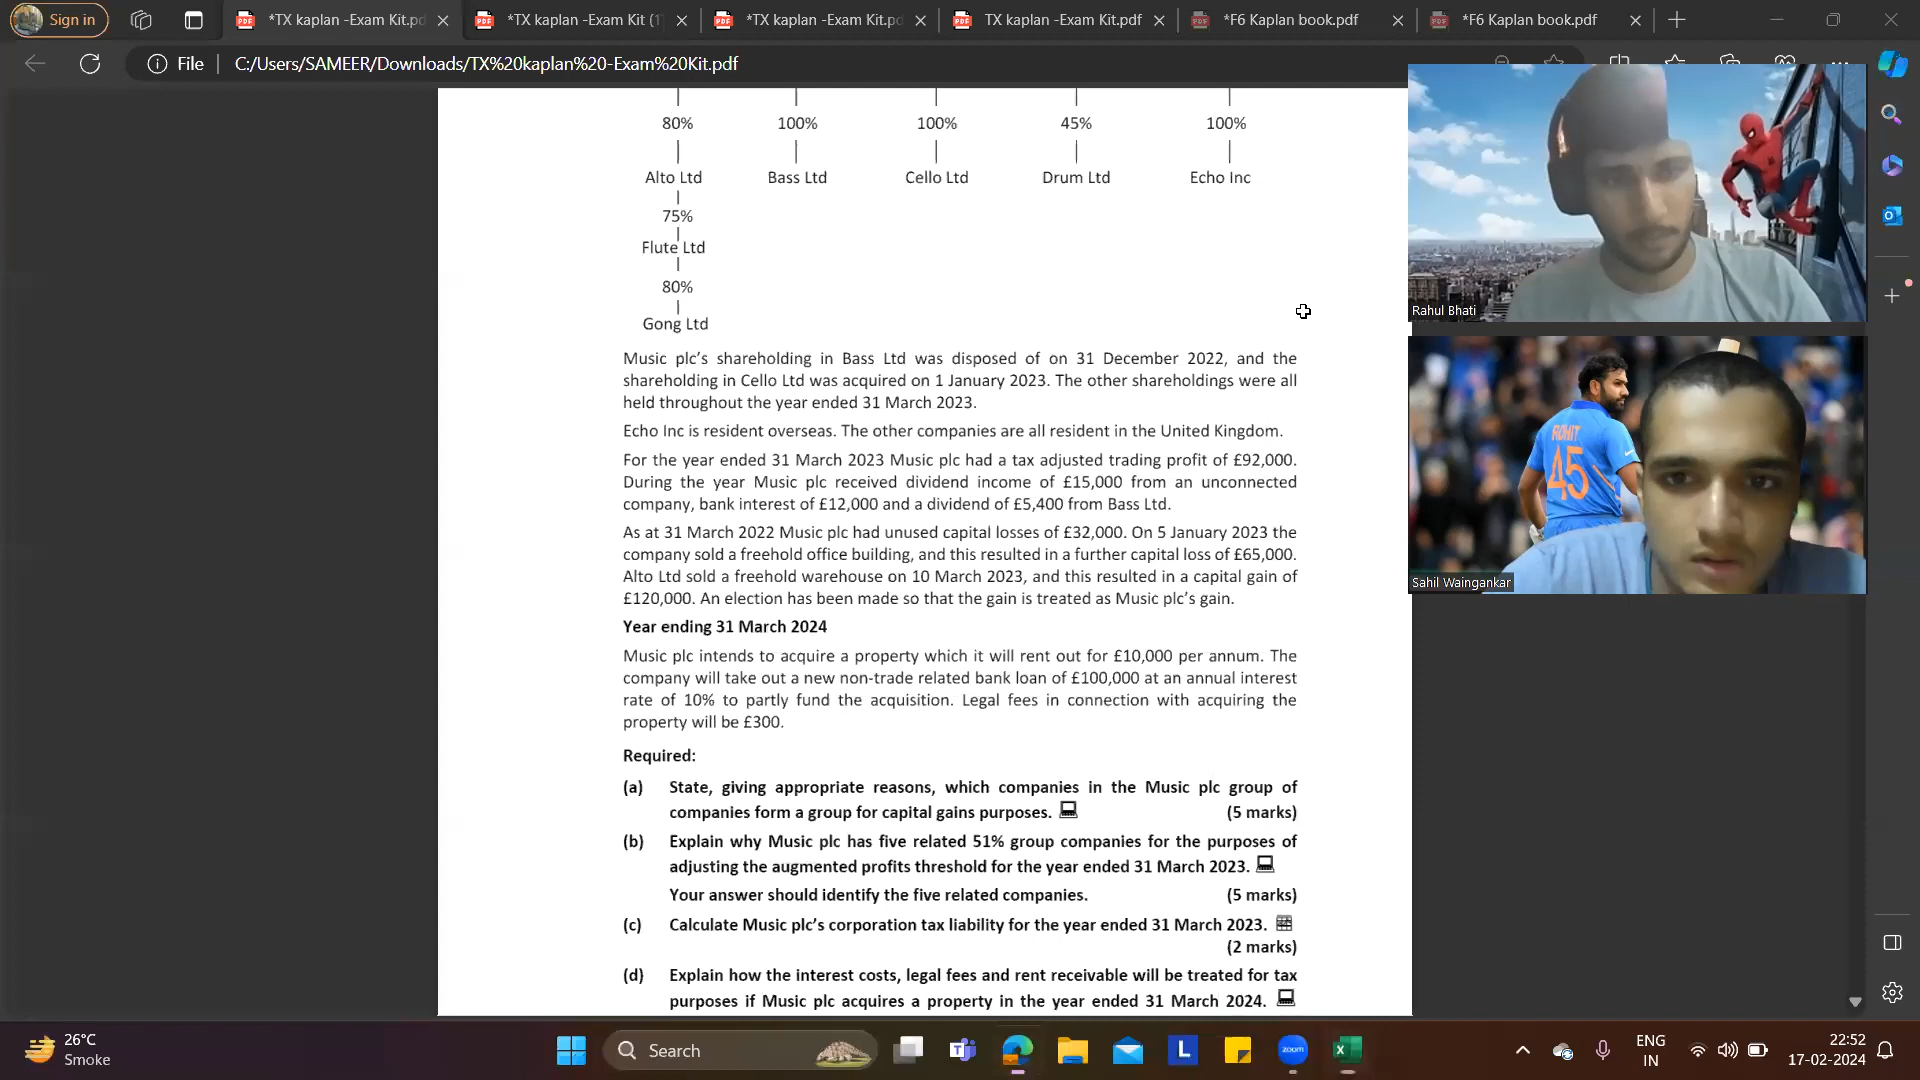 Sign in
*TX kaplan -Exam Kit.pd
*TX kaplan -Exam Kit (1
*TX kaplan -Exam Kit.pd
TX kaplan -Exam Kit.pdf
*F6 Kaplan book.pdf
*F6 Kaplan book.pdf
File
C:/Users/SAMEER/Downloads/TX%20kaplan%20-Exam%20Kit.pdf
80% 100% 100% 45% 100%
Alto Ltd Bass Ltd Cello Ltd Drum Ltd Echo Inc
75%
Flute Ltd
80%
Gong Ltd
Music plc's shareholding in Bass Ltd was disposed of on 31 December 2022, and the
shareholding in Cello Ltd was acquired on 1 January 2023. The other shareholdings were all
held throughout the year ended 31 March 2023.
Echo Inc is resident overseas. The other companies are all resident in the United Kingdom.
For the year ended 31 March 2023 Music plc had a tax adjusted trading profit of £92,000.
During the year Music plc received dividend income of £15,000 from an unconnected
company, bank interest of £12,000 and a dividend of £5,400 from Bass Ltd.
As at 31 March 2022 Music plc had unused capital losses of £32,000. On 5 January 2023 the
company sold a freehold office building, and this resulted in a further capital loss of £65,000.
Alto Ltd sold a freehold warehouse on 10 March 2023, and this resulted in a capital gain of
£120,000. An election has been made so that the gain is treated as Music plc's gain.
Year ending 31 March 2024
Music plc intends to acquire a property which it will rent out for £10,000 per annum. The
company will take out a new non-trade related bank loan of £100,000 at an annual interest
rate of 10% to partly fund the acquisition. Legal fees in connection with acquiring the
property will be £300.
Required:
(a) State, giving appropriate reasons, which companies in the Music plc group of
companies form a group for capital gains purposes. (5 marks)
(b) Explain why Music plc has five related 51% group companies for the purposes of
adjusting the augmented profits threshold for the year ended 31 March 2023.
Your answer should identify the five related companies. (5 marks)
(c) Calculate Music plc's corporation tax liability for the year ended 31 March 2023.
(2 marks)
(d) Explain how the interest costs, legal fees and rent receivable will be treated for tax
purposes if Music plc acquires a property in the year ended 31 March 2024.
Rahul Bhati
ROHIT
45
Sahil Waingankar
26°C
Smoke
Search
zoom
ENG
IN
22:52
17-02-2024